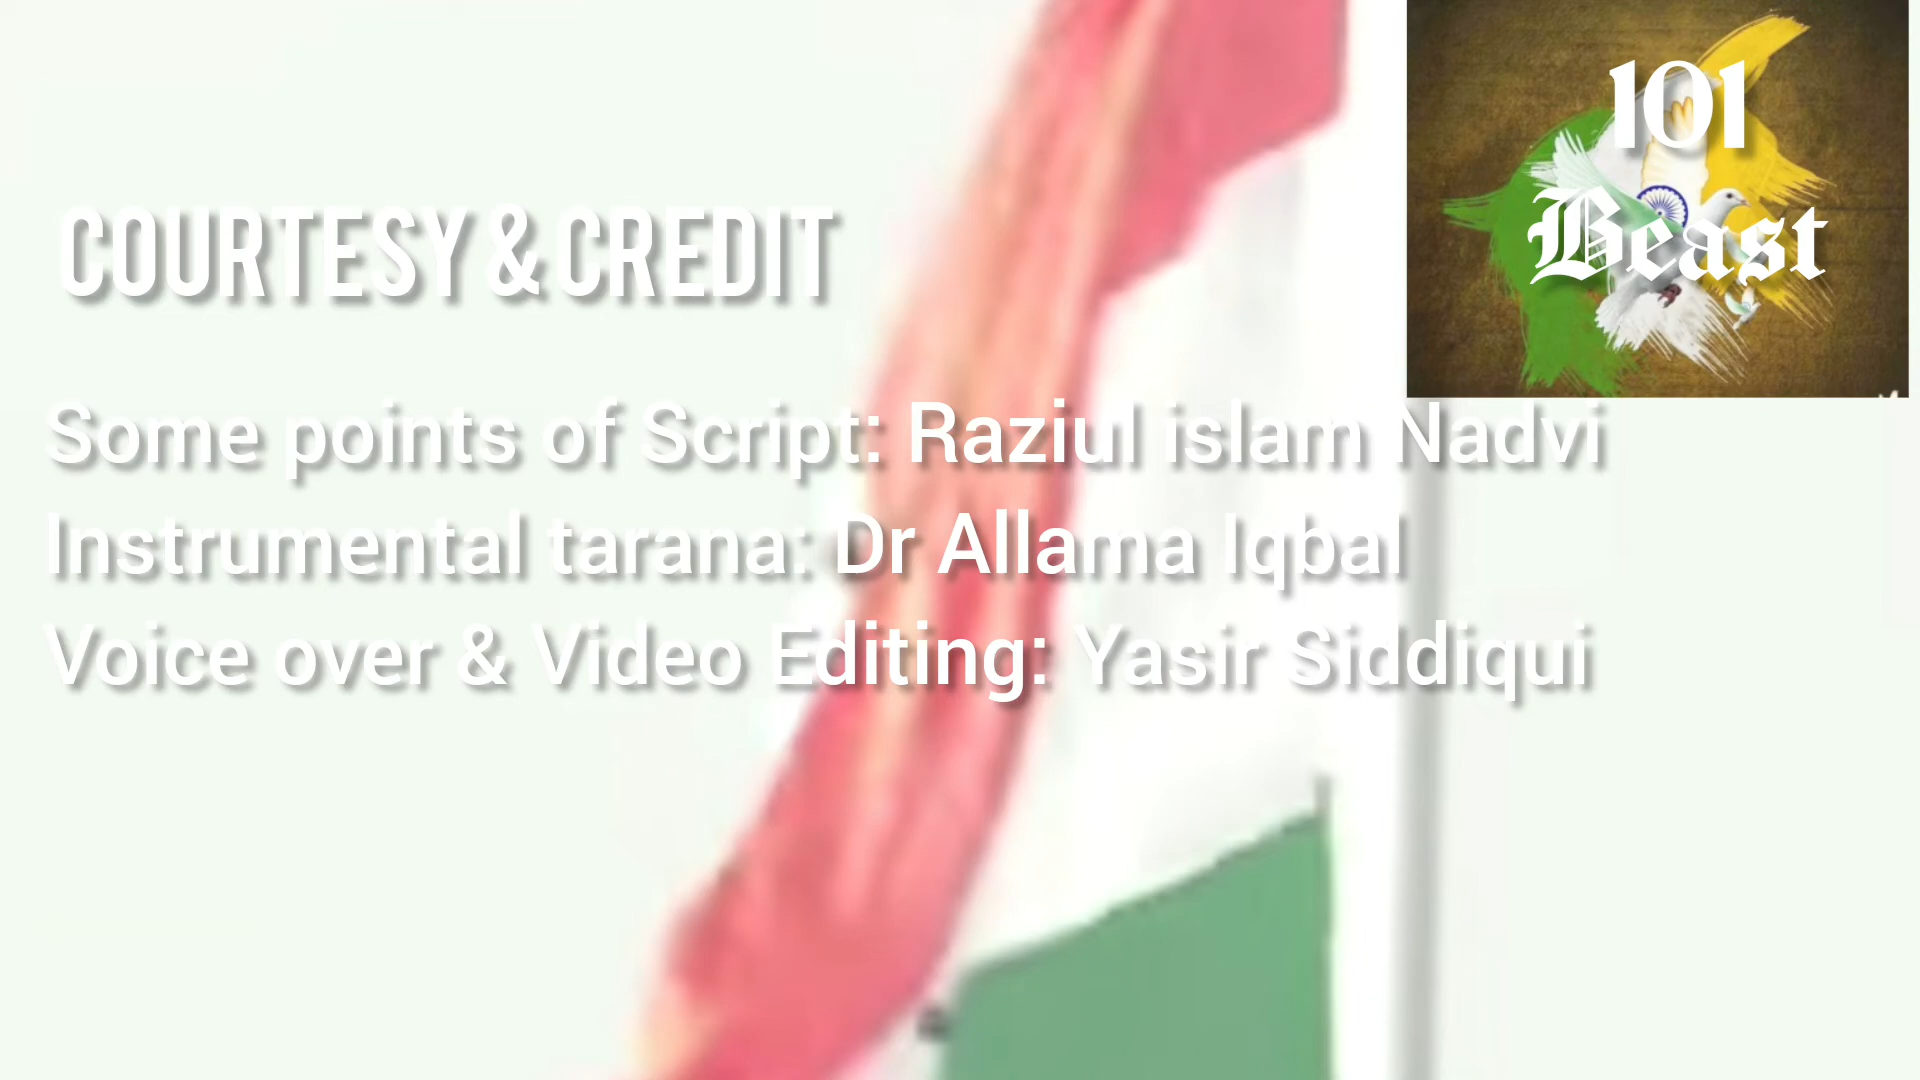 101
Beast
COURTESY & CREDIT
Some points of Script: Raziul islam Nadvi
Instrumental tarana: Dr Allama Iqbal
Voice over & Video Editing: Yasir Siddiqui